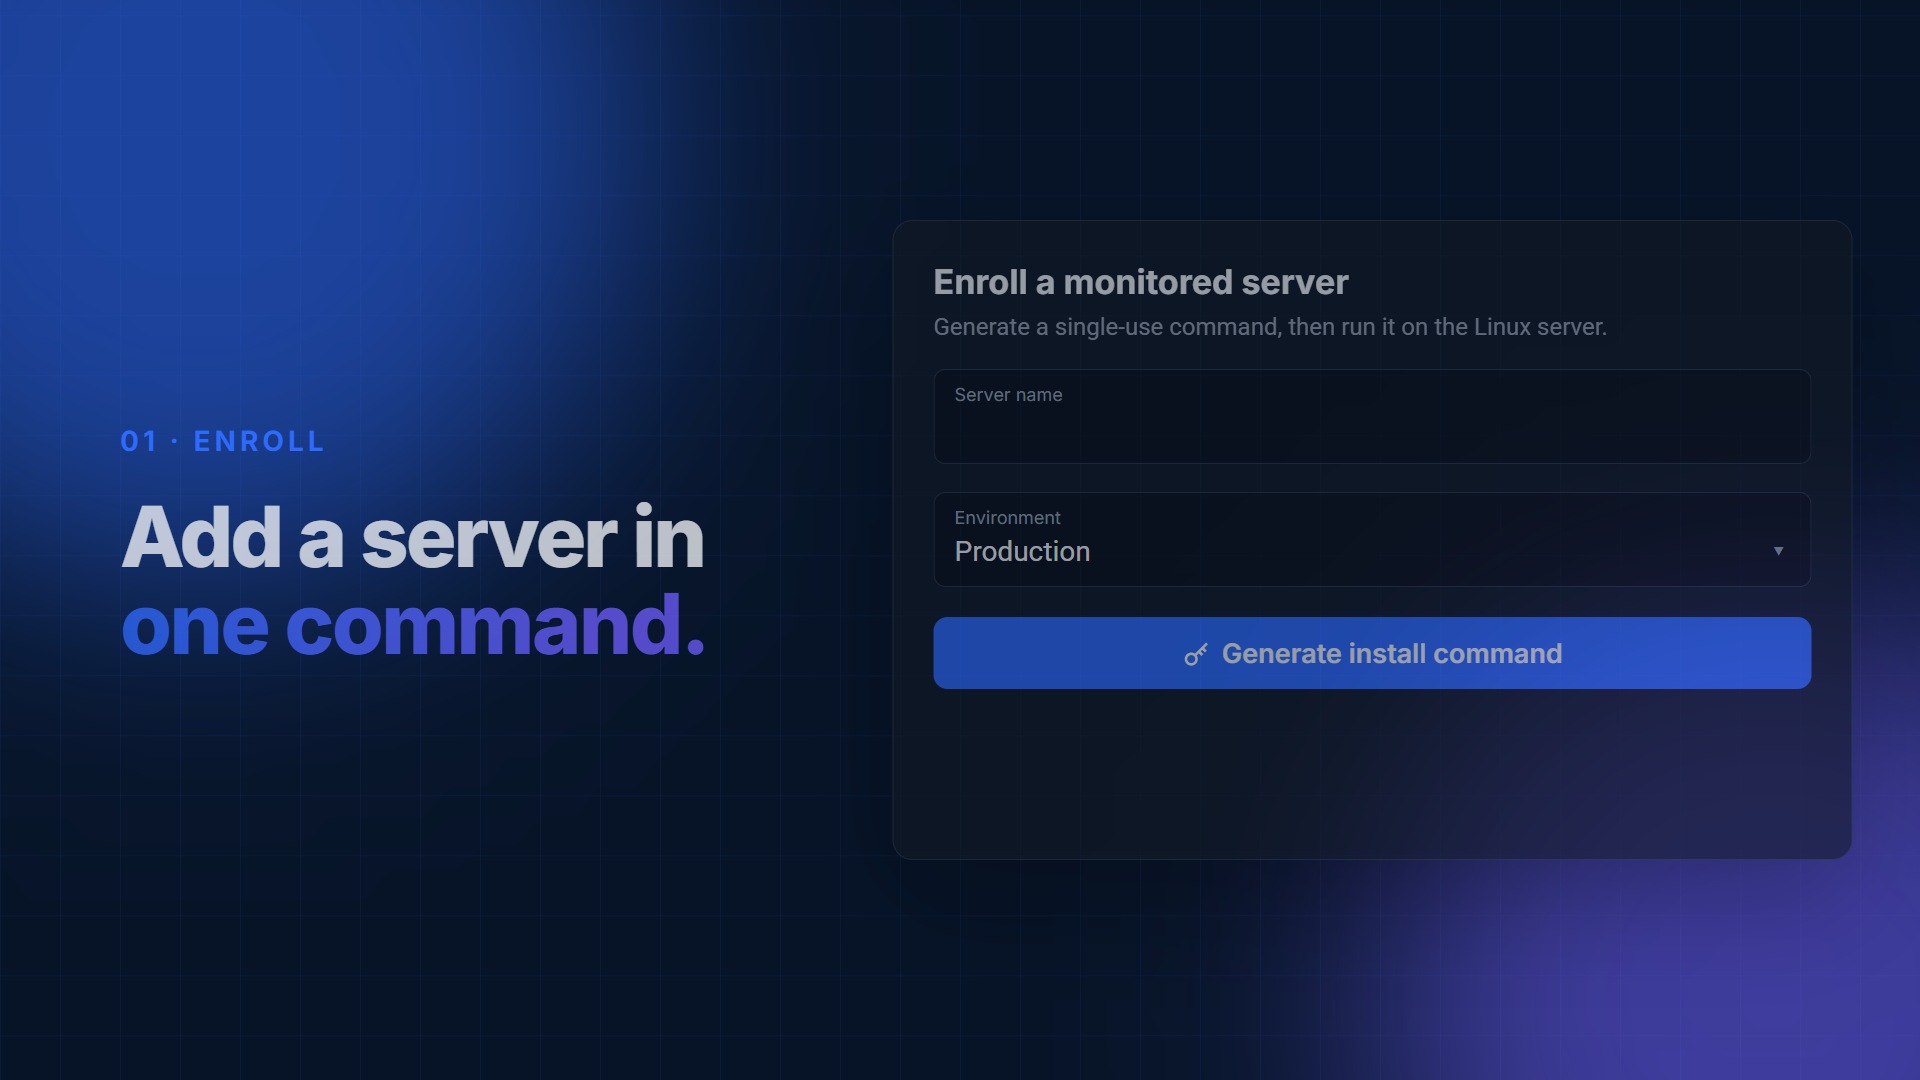 01 · ENROLL
Add a server in
one command.
Enroll a monitored server
Generate a single-use command, then run it on the Linux server.
Server name
Environment
Production
Generate install command